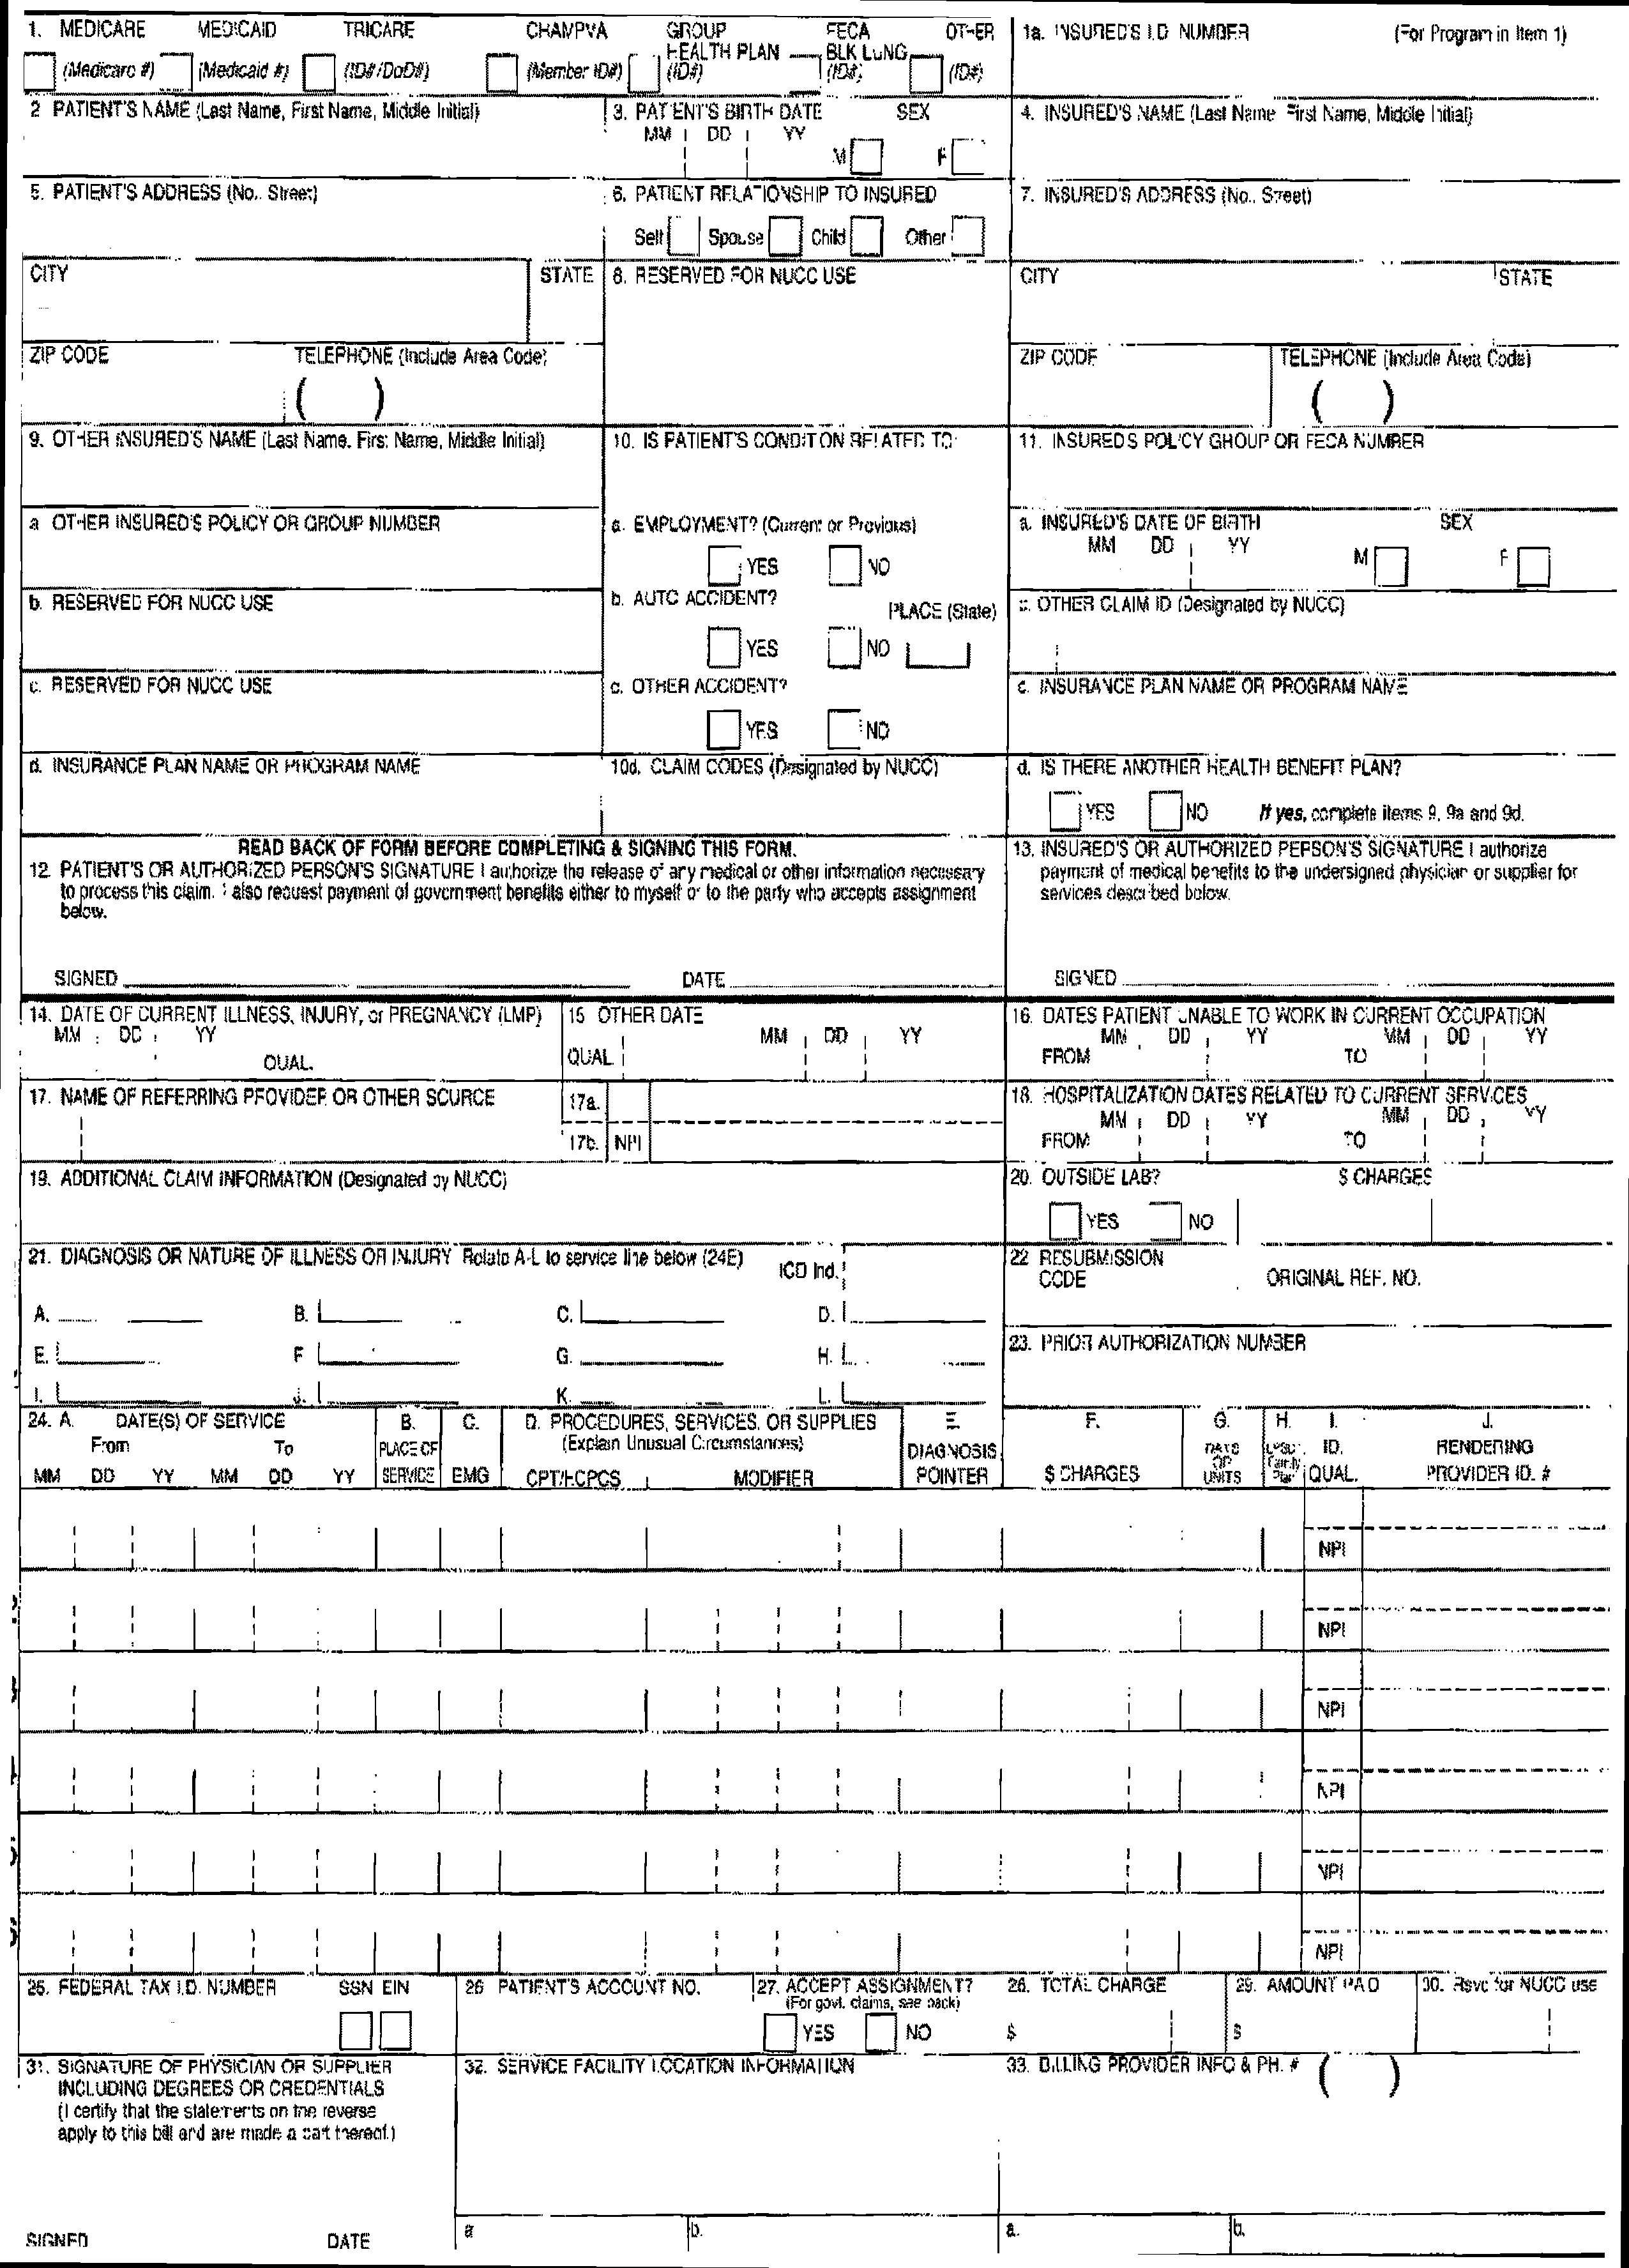 1. MEDICARE MEDICAID TRICARE CHAMPVA GROUP HEALTH PLAN FECA BLK LUNG OTHER
(Medicare #) (Medicaid #) (ID#/DoD#) (Member ID#) (ID#) (ID#) (ID#)
1a. INSURED'S I.D. NUMBER (For Program in Item 1)
2 PATIENT'S NAME (Last Name, First Name, Middle Initial)
3. PATIENT'S BIRTH DATE SEX
MM DD YY M F
4. INSURED'S NAME (Last Name First Name, Middle Initial)
5. PATIENT'S ADDRESS (No., Street)
6. PATIENT RELATIONSHIP TO INSURED
Self Spouse Child Other
7. INSURED'S ADDRESS (No., Street)
CITY STATE
8. RESERVED FOR NUCC USE
CITY STATE
ZIP CODE TELEPHONE (Include Area Code)
( )
ZIP CODE TELEPHONE (Include Area Code)
( )
9. OTHER INSURED'S NAME (Last Name, First Name, Middle Initial)
10. IS PATIENT'S CONDITION RELATED TO:
11. INSUREDS POLICY GROUP OR FECA NUMBER
a OTHER INSURED'S POLICY OR GROUP NUMBER
a. EMPLOYMENT? (Current or Previous)
YES NO
a. INSURED'S DATE OF BIRTH SEX
MM DD YY M F
b. RESERVED FOR NUCC USE
b. AUTO ACCIDENT? PLACE (State)
YES NO
OTHER CLAIM ID (Designated by NUCC)
c. RESERVED FOR NUCC USE
c. OTHER ACCIDENT?
YES NO
c. INSURANCE PLAN NAME OR PROGRAM NAME
d. INSURANCE PLAN NAME OR PROGRAM NAME
10d. CLAIM CODES (Designated by NUCC)
d. IS THERE ANOTHER HEALTH BENEFIT PLAN?
YES NO If yes, complete items 9, 9a and 9d.
READ BACK OF FORM BEFORE COMPLETING & SIGNING THIS FORM.
12. PATIENT'S OR AUTHORIZED PERSON'S SIGNATURE I authorize the release of any medical or other information necessary
to process this claim. I also request payment of government benefits either to myself or to the party who accepts assignment
below.
SIGNED DATE
13. INSURED'S OR AUTHORIZED PERSON'S SIGNATURE I authorize
payment of medical benefits to the undersigned physician or supplier for
services described below.
SIGNED
14. DATE OF CURRENT ILLNESS, INJURY, or PREGNANCY (LMP)
MM DD YY
QUAL.
15 OTHER DATE
QUAL MM DD YY
16. DATES PATIENT UNABLE TO WORK IN CURRENT OCCUPATION
MM DD YY MM DD YY
FROM TO
17. NAME OF REFERRING PROVIDER OR OTHER SOURCE
17a.
17b. NPI
18. HOSPITALIZATION DATES RELATED TO CURRENT SERVICES
MM DD YY MM DD YY
FROM TO
19. ADDITIONAL CLAIM INFORMATION (Designated by NUCC)
20. OUTSIDE LAB? $ CHARGES
YES NO
21. DIAGNOSIS OR NATURE OF ILLNESS OR INJURY Relate A-L to service line below (24E) ICD Ind.
A. B. C. D.
E. F G. H.
I. J. K. L.
22 RESUBMISSION
CODE ORIGINAL REF. NO.
23. PRIOR AUTHORIZATION NUMBER
24. A. DATE(S) OF SERVICE
From To
MM DD YY MM DD YY
B.
PLACE OF
SERVICE
C.
EMG
D. PROCEDURES, SERVICES, OR SUPPLIES
(Explain Unusual Circumstances)
CPT/HCPCS MODIFIER
E.
DIAGNOSIS
POINTER
F.
$ CHARGES
G.
DAYS
OR
UNITS
H.
EPSDT
Family
Plan
I.
ID.
QUAL.
J.
RENDERING
PROVIDER ID. #
NPI
NPI
NPI
NPI
NPI
NPI
25. FEDERAL TAX I.D. NUMBER SSN EIN
26 PATIENT'S ACCOUNT NO.
27. ACCEPT ASSIGNMENT?
(For govt. claims, see back)
YES NO
28. TOTAL CHARGE
$
29. AMOUNT PAID
$
30. Rsvd for NUCC use
31. SIGNATURE OF PHYSICIAN OR SUPPLIER
INCLUDING DEGREES OR CREDENTIALS
(I certify that the statements on the reverse
apply to this bill and are made a part thereof.)
SIGNED DATE
32. SERVICE FACILITY LOCATION INFORMATION
a b.
33. BILLING PROVIDER INFO & PH. # ( )
a. b.